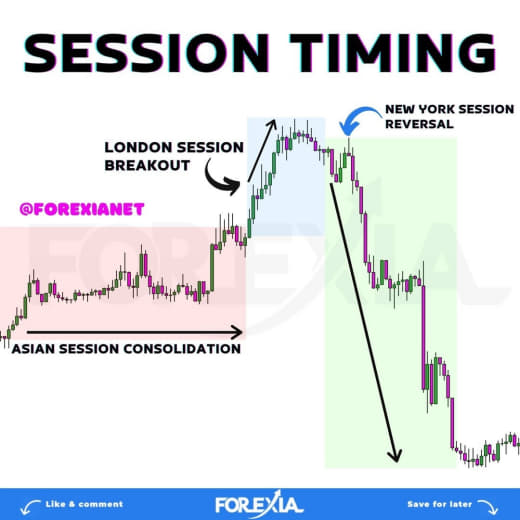 SESSION TIMING
NEW YORK SESSION
REVERSAL
LONDON SESSION
BREAKOUT
@FOREXIANET
FOREXIA
ASIAN SESSION CONSOLIDATION
Like & comment
FOREXIA
Save for later